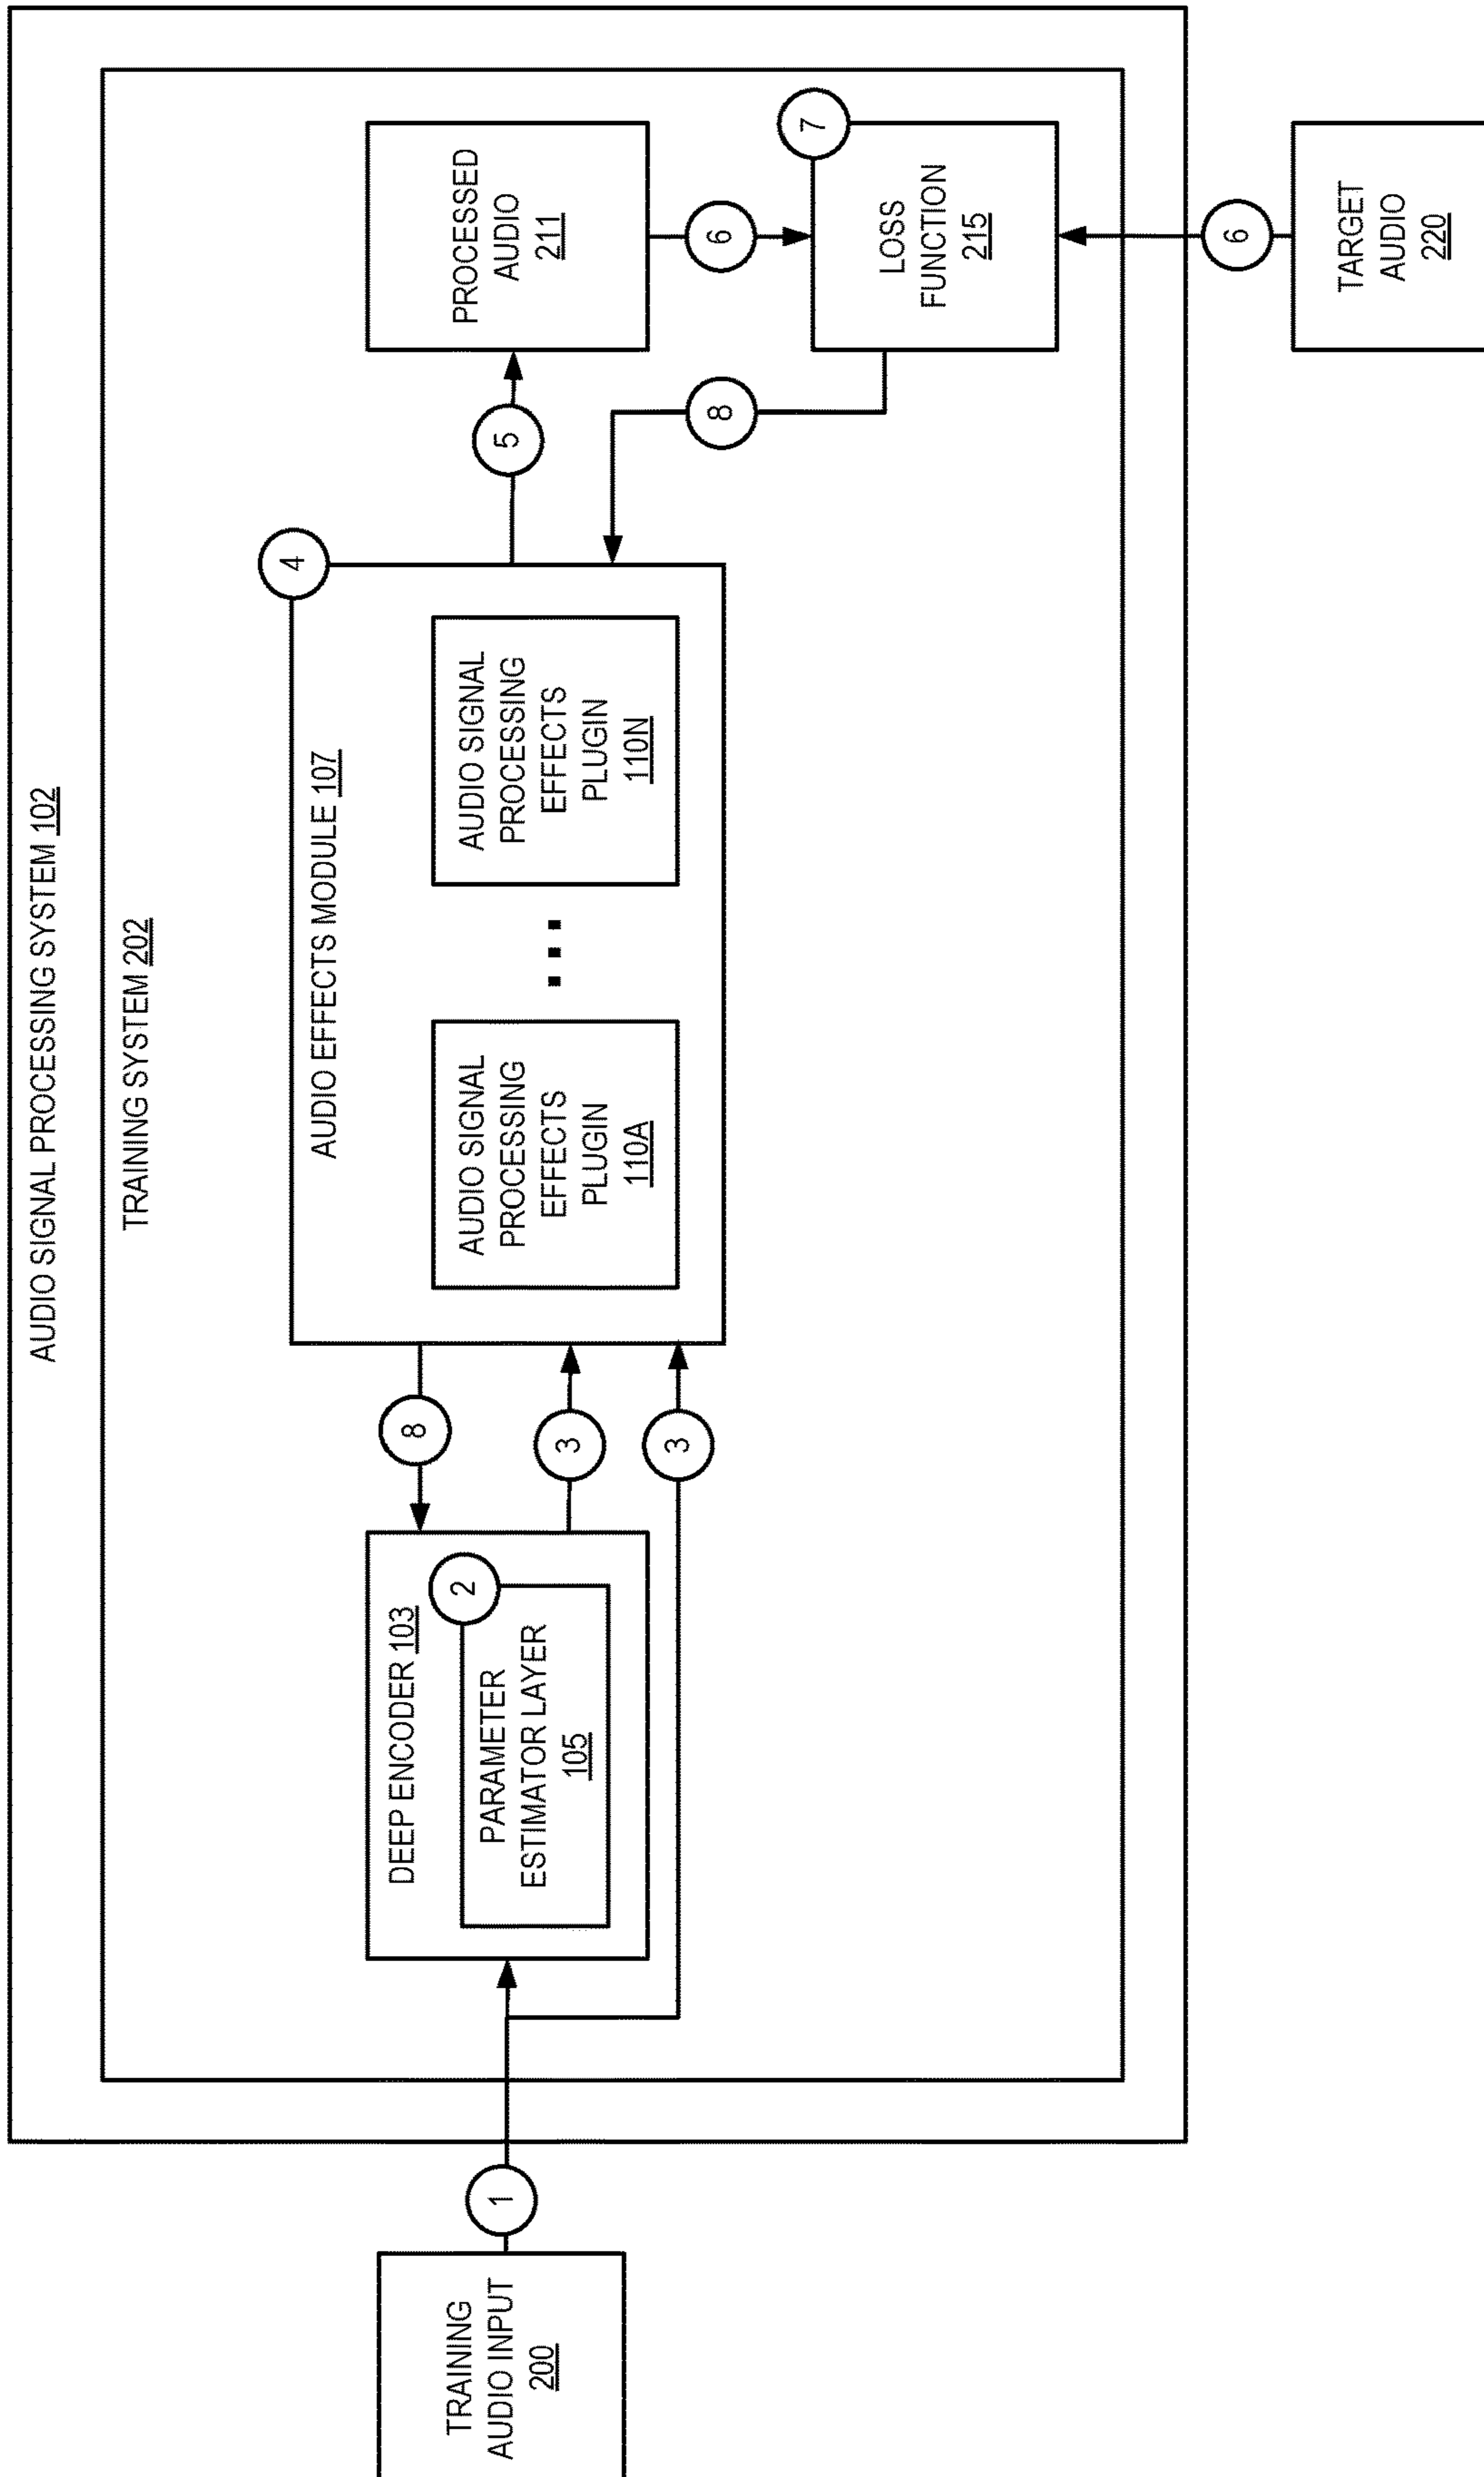 AUDIO SIGNAL PROCESSING SYSTEM 102
TRAINING SYSTEM 202
TRAINING
AUDIO INPUT
200
1
DEEP ENCODER 103
2
PARAMETER
ESTIMATOR LAYER
105
8
3
3
AUDIO EFFECTS MODULE 107
4
AUDIO SIGNAL
PROCESSING
EFFECTS
PLUGIN
110A
AUDIO SIGNAL
PROCESSING
EFFECTS
PLUGIN
110N
5
8
PROCESSED
AUDIO
211
6
7
LOSS
FUNCTION
215
6
TARGET
AUDIO
220